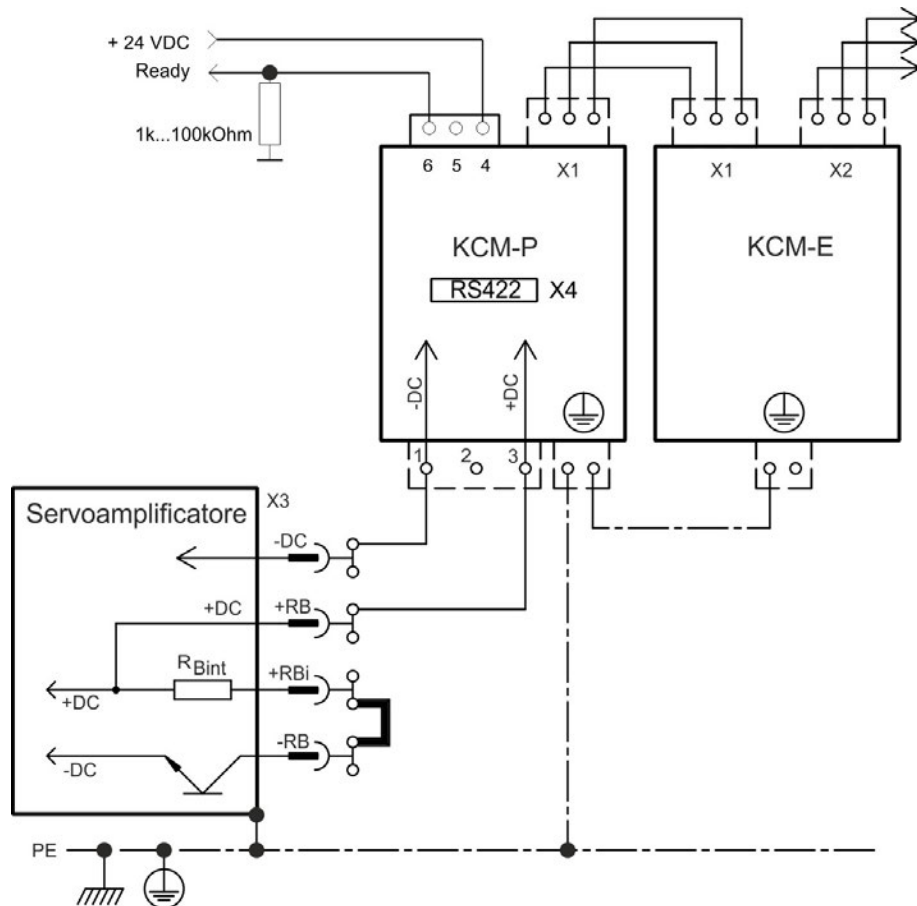 + 24 VDC
Ready
1k...100kOhm
6 5 4
X1
X1
X2
KCM-P
KCM-E
RS422
X4
-DC
+DC
1
2
3
Servoamplificatore
X3
-DC
+DC
+RB
RBint
+RBi
+DC
-RB
-DC
PE